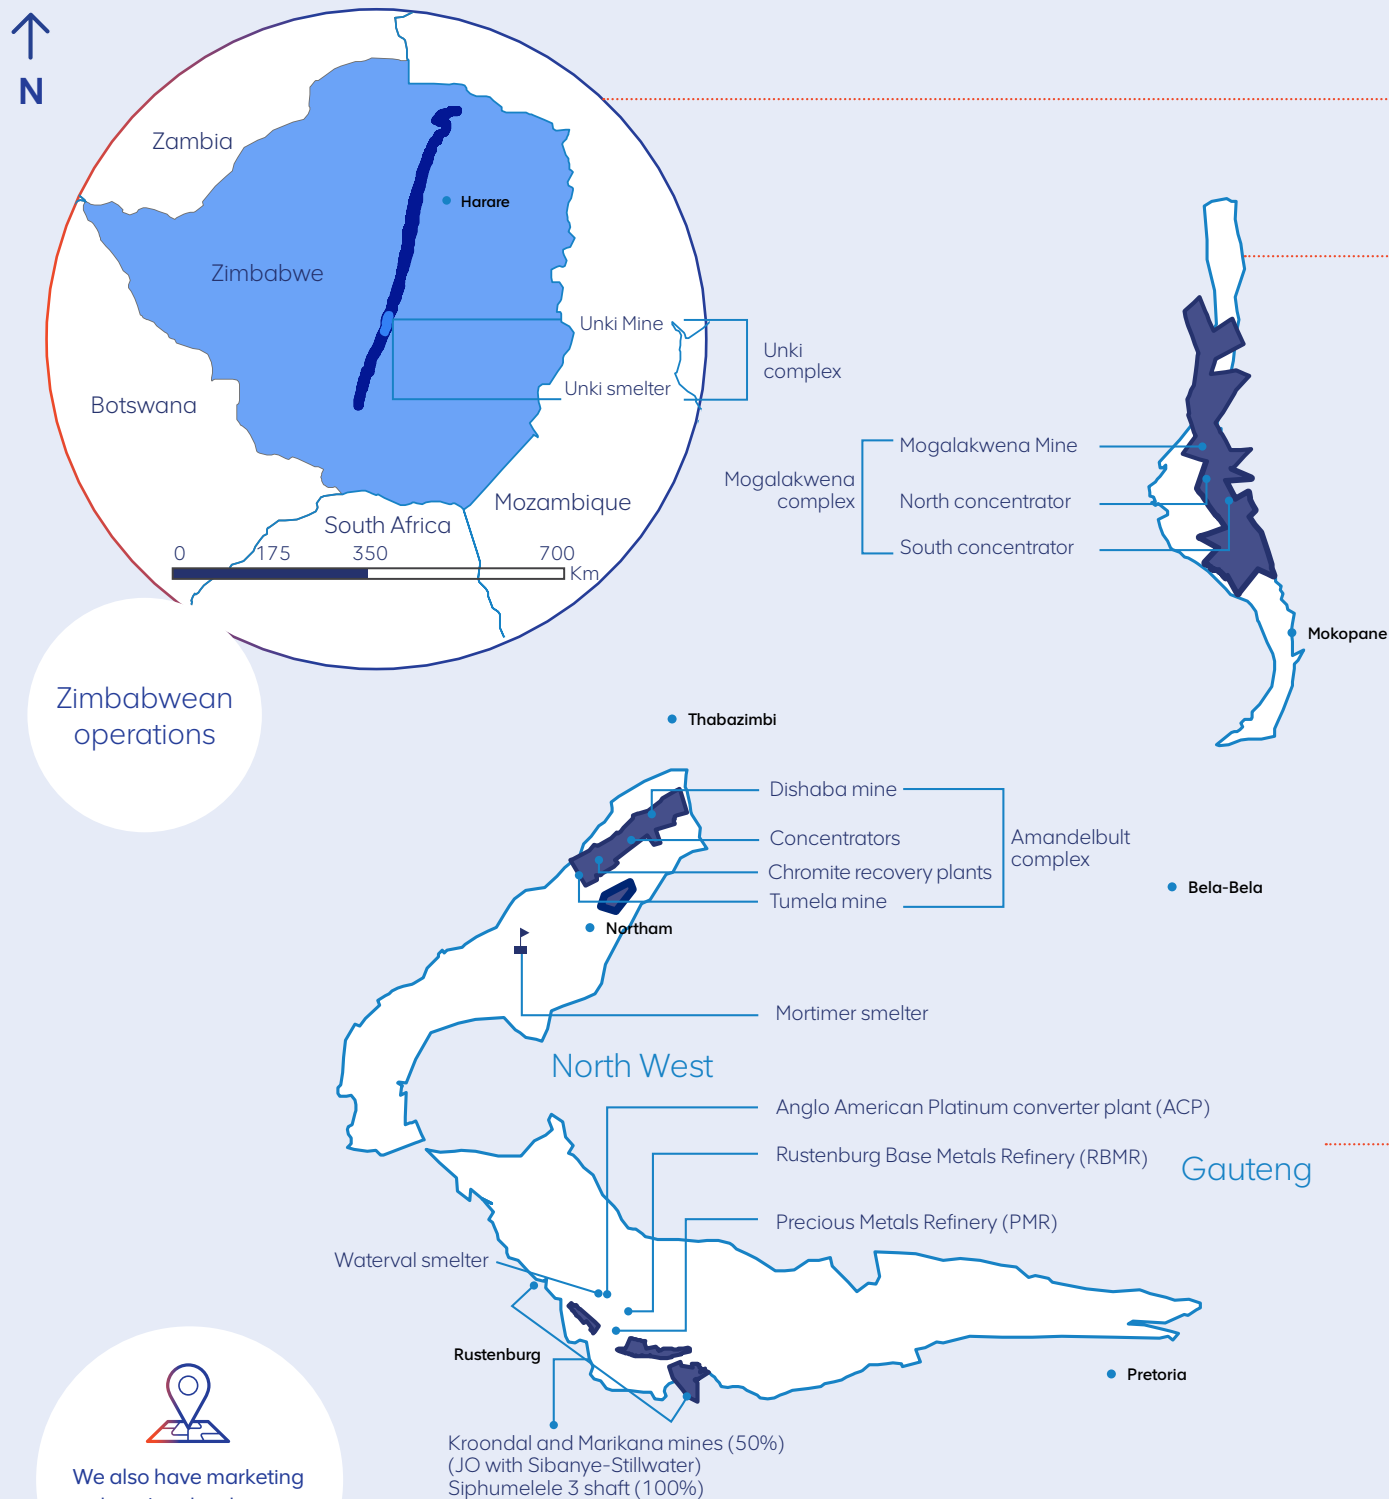 N
Zambia
Harare
Zimbabwe
Unki Mine
Unki
complex
Unki smelter
Botswana
Mozambique
South Africa
0 175 350 700
Km
Zimbabwean
operations
Mogalakwena Mine
Mogalakwena
complex
North concentrator
South concentrator
Mokopane
Thabazimbi
Dishaba mine
Concentrators
Amandelbult
complex
Chromite recovery plants
Tumela mine
Bela-Bela
Northam
Mortimer smelter
North West
Anglo American Platinum converter plant (ACP)
Rustenburg Base Metals Refinery (RBMR)
Gauteng
Precious Metals Refinery (PMR)
Waterval smelter
Rustenburg
Pretoria
Kroondal and Marikana mines (50%)
(JO with Sibanye-Stillwater)
Siphumelele 3 shaft (100%)
We also have marketing